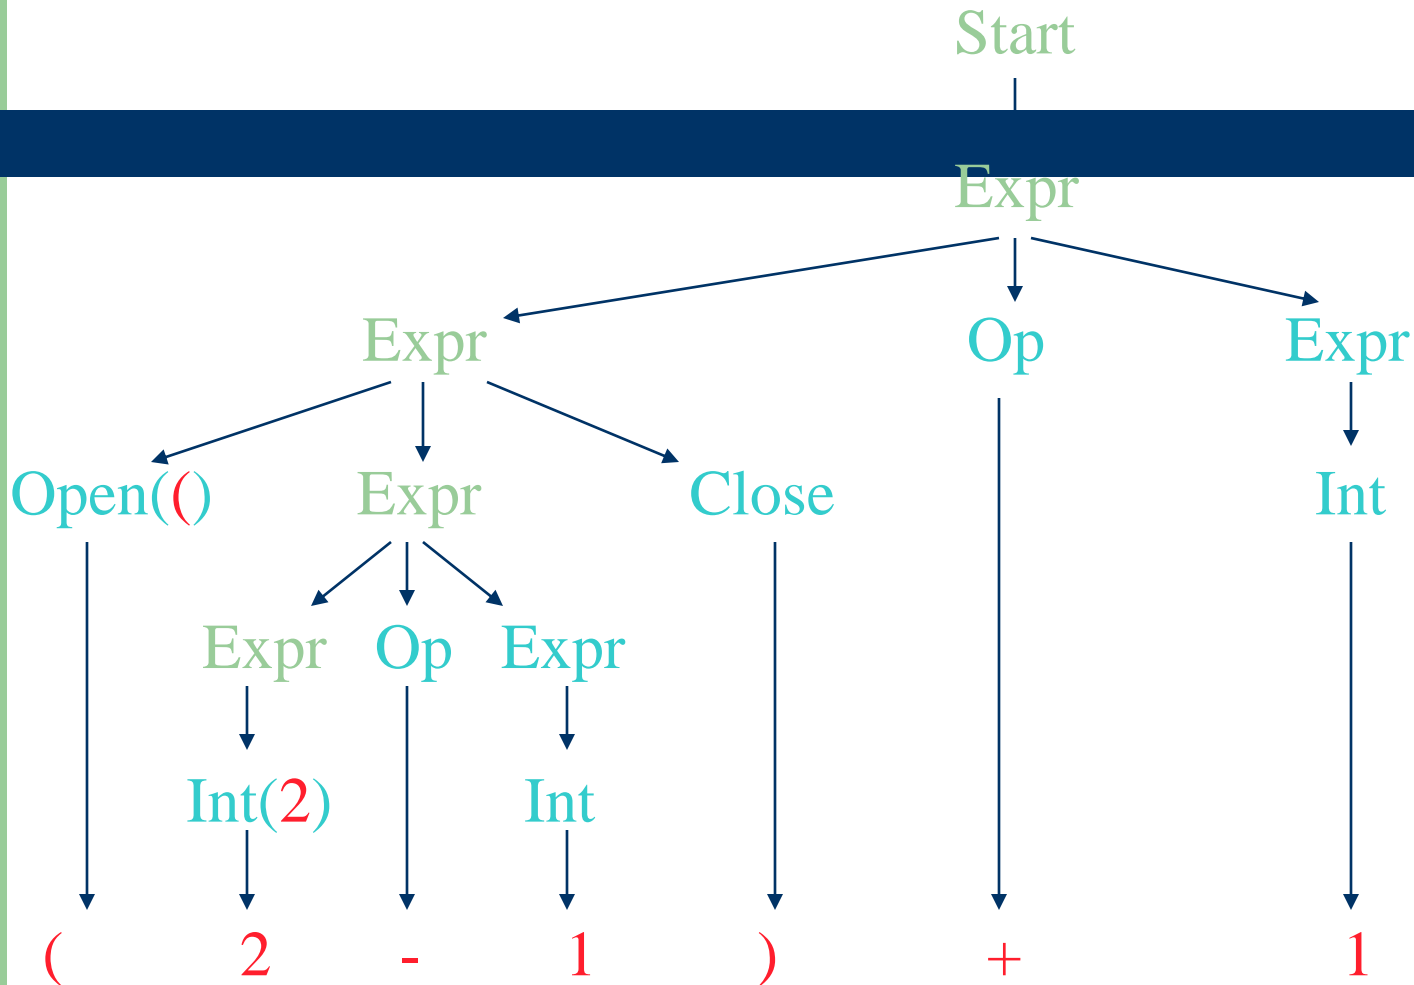 Start
Expr
Expr Op Expr
Open(() Expr Close Int
Expr Op Expr
Int(2) Int
( 2 - 1 ) + 1